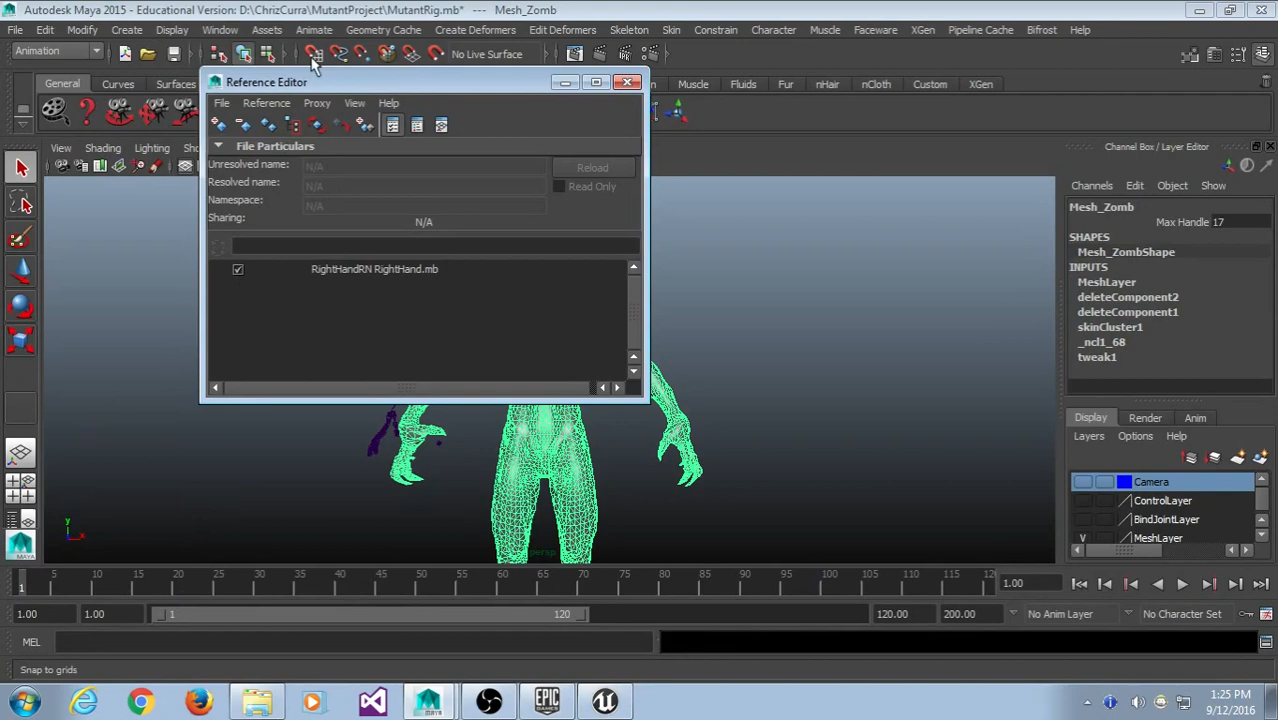 Autodesk Maya 2015 - Educational Version: D:\ChrizCurra\MutantProject\MutantRig.mb* --- Mesh_Zomb
File Edit Modify Create Display Window Assets Animate Geometry Cache Create Deformers Edit Deformers Skeleton Skin Constrain Character Muscle Faceware XGen Pipeline Cache Bifrost Help
Animation
No Live Surface
Reference Editor
General Curves Surfaces
Muscle Fluids Fur nHair nCloth Custom XGen
File Reference Proxy View Help
File Particulars
Unresolved name: N/A Reload
Resolved name: N/A Read Only
Namespace: N/A
Sharing: N/A
RightHandRN RightHand.mb
View Shading Lighting
Channel Box / Layer Editor
Channels Edit Object Show
Mesh_Zomb
Max Handle 17
SHAPES
Mesh_ZombShape
INPUTS
MeshLayer
deleteComponent2
deleteComponent1
skinCluster1
_ncl1_68
tweak1
Display Render Anim
Layers Options Help
Camera
ControlLayer
BindJointLayer
V MeshLayer
y
x
persp
1 5 10 15 20 25 30 35 40 45 50 55 60 65 70 75 80 85 90 95 100 105 110 115 120
1.00
1.00 1.00 1 120 120.00 200.00 No Anim Layer No Character Set
MEL
Snap to grids
MAYA
EPIC GAMES
1:25 PM
9/12/2016